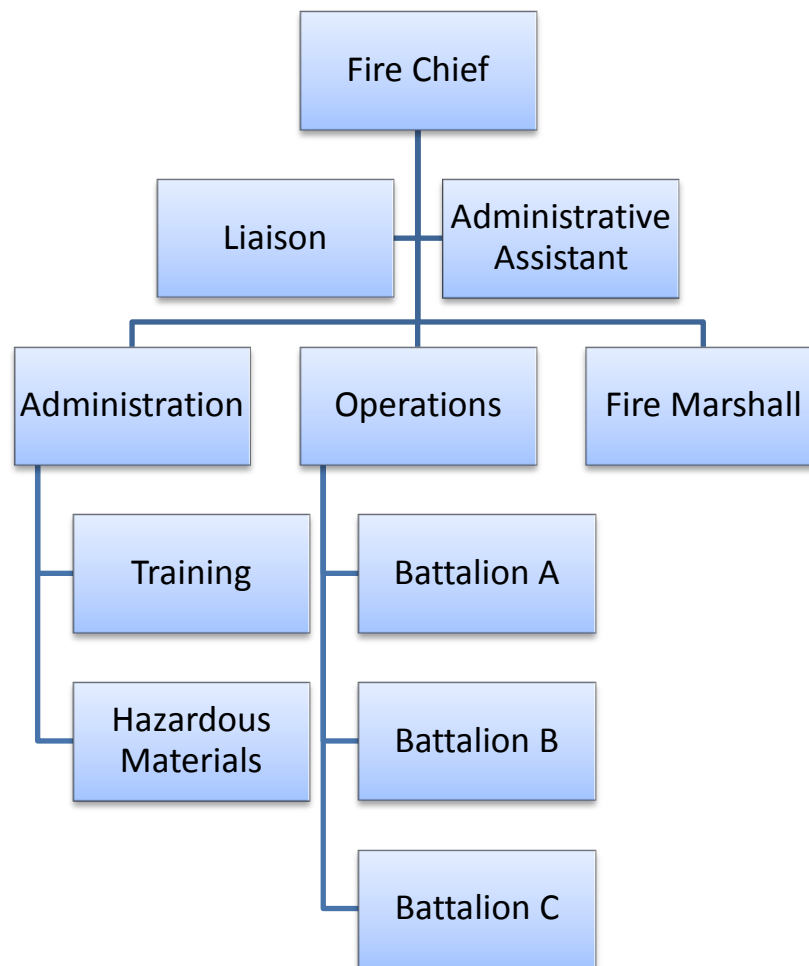 Fire Chief
Liaison
Administrative
Assistant
Administration
Operations
Fire Marshall
Training
Hazardous
Materials
Battalion A
Battalion B
Battalion C